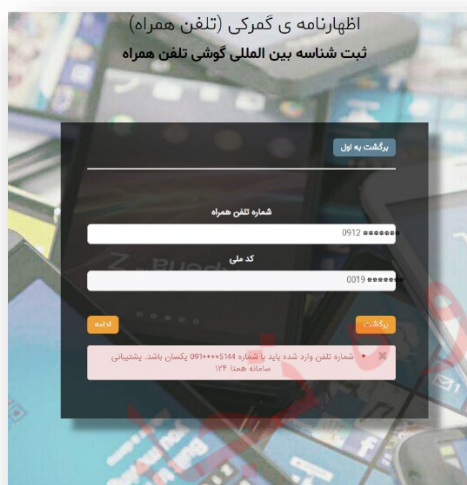 اظهارنامه ی گمرکی (تلفن همراه)
ثبت شناسه بین المللی گوشی تلفن همراه
برگشت به اول
شماره تلفن همراه
0912 *******
کد ملی
0019 ******
برگشت
ادامه
شماره تلفن وارد شده باید با شماره 091****5144 یکسان باشد. پشتیبانی
سامانه همتا ۱۲۴